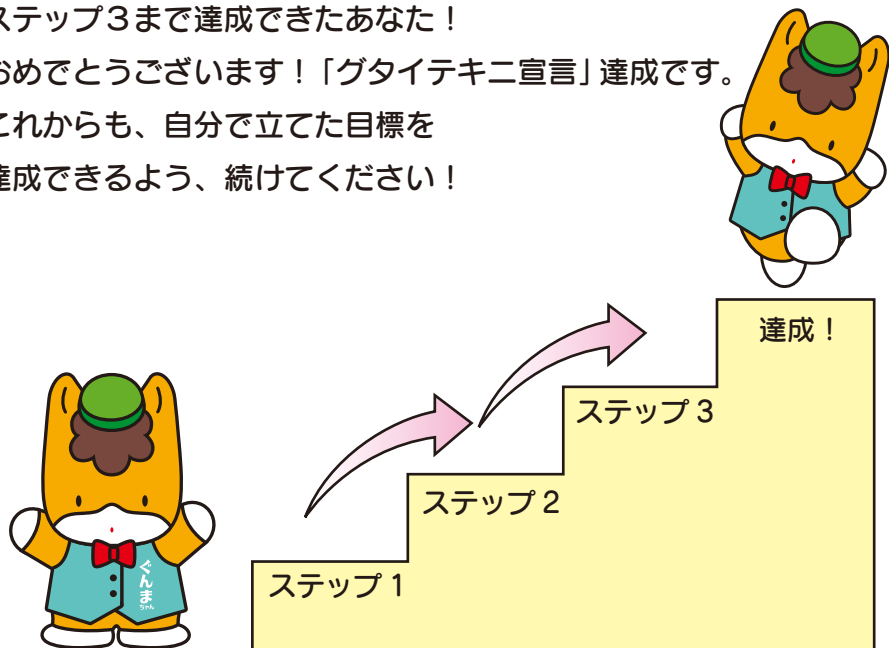 ステップ３まで達成できたあなた！
おめでとうございます！「グタイテキニ宣言」達成です。
これからも、自分で立てた目標を
達成できるよう、続けてください！
達成！
ステップ３
ステップ２
ステップ１
ぐんま
ちゃん